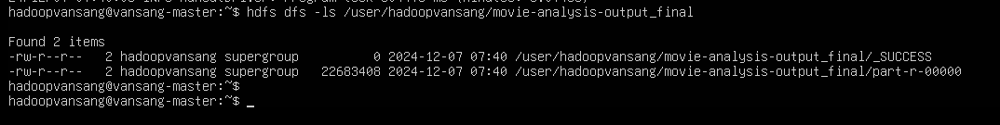 hadoopvansang@vansang-master:~$ hdfs dfs -ls /user/hadoopvansang/movie-analysis-output_final
Found 2 items
-rw-r--r-- 2 hadoopvansang supergroup 0 2024-12-07 07:40 /user/hadoopvansang/movie-analysis-output_final/_SUCCESS
-rw-r--r-- 2 hadoopvansang supergroup 22683408 2024-12-07 07:40 /user/hadoopvansang/movie-analysis-output_final/part-r-00000
hadoopvansang@vansang-master:~$
hadoopvansang@vansang-master:~$ _